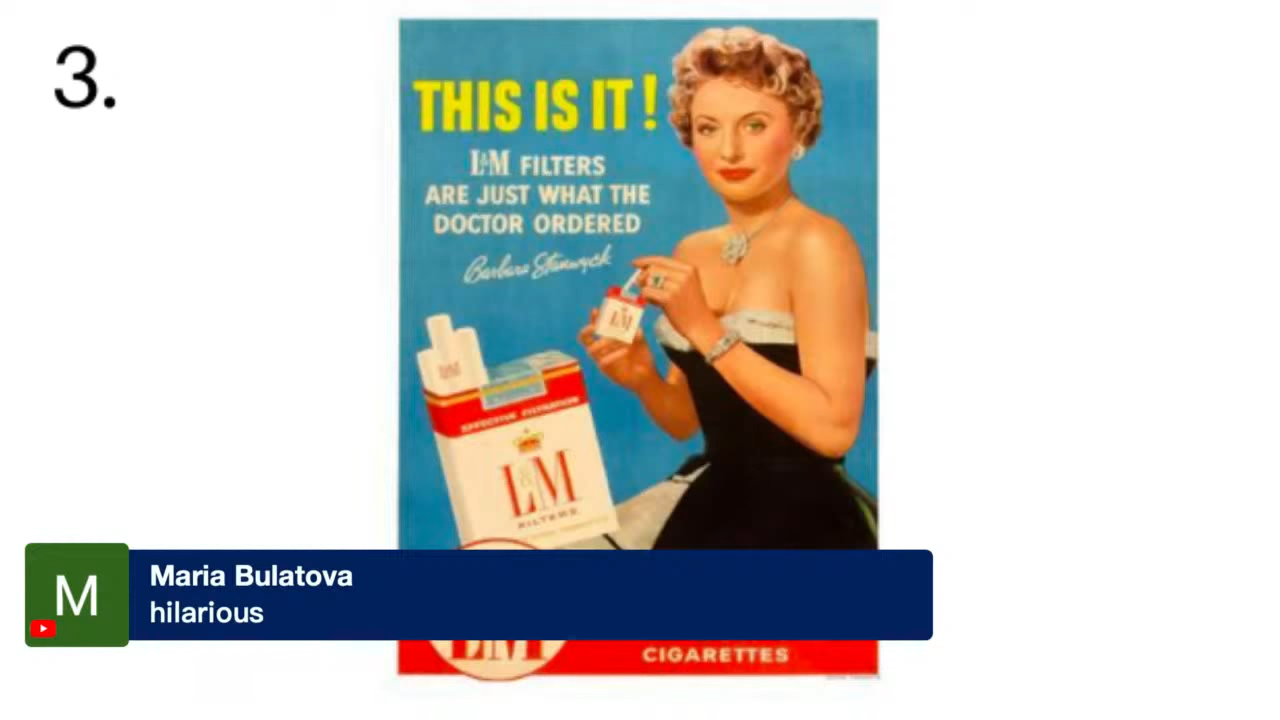 3.
THIS IS IT!
L&M FILTERS
ARE JUST WHAT THE
DOCTOR ORDERED
Barbara Stanwyck
L&M
L&M
EFFECTIVE FILTRATION
L&M
FILTERS
M
Maria Bulatova
hilarious
L&M
CIGARETTES